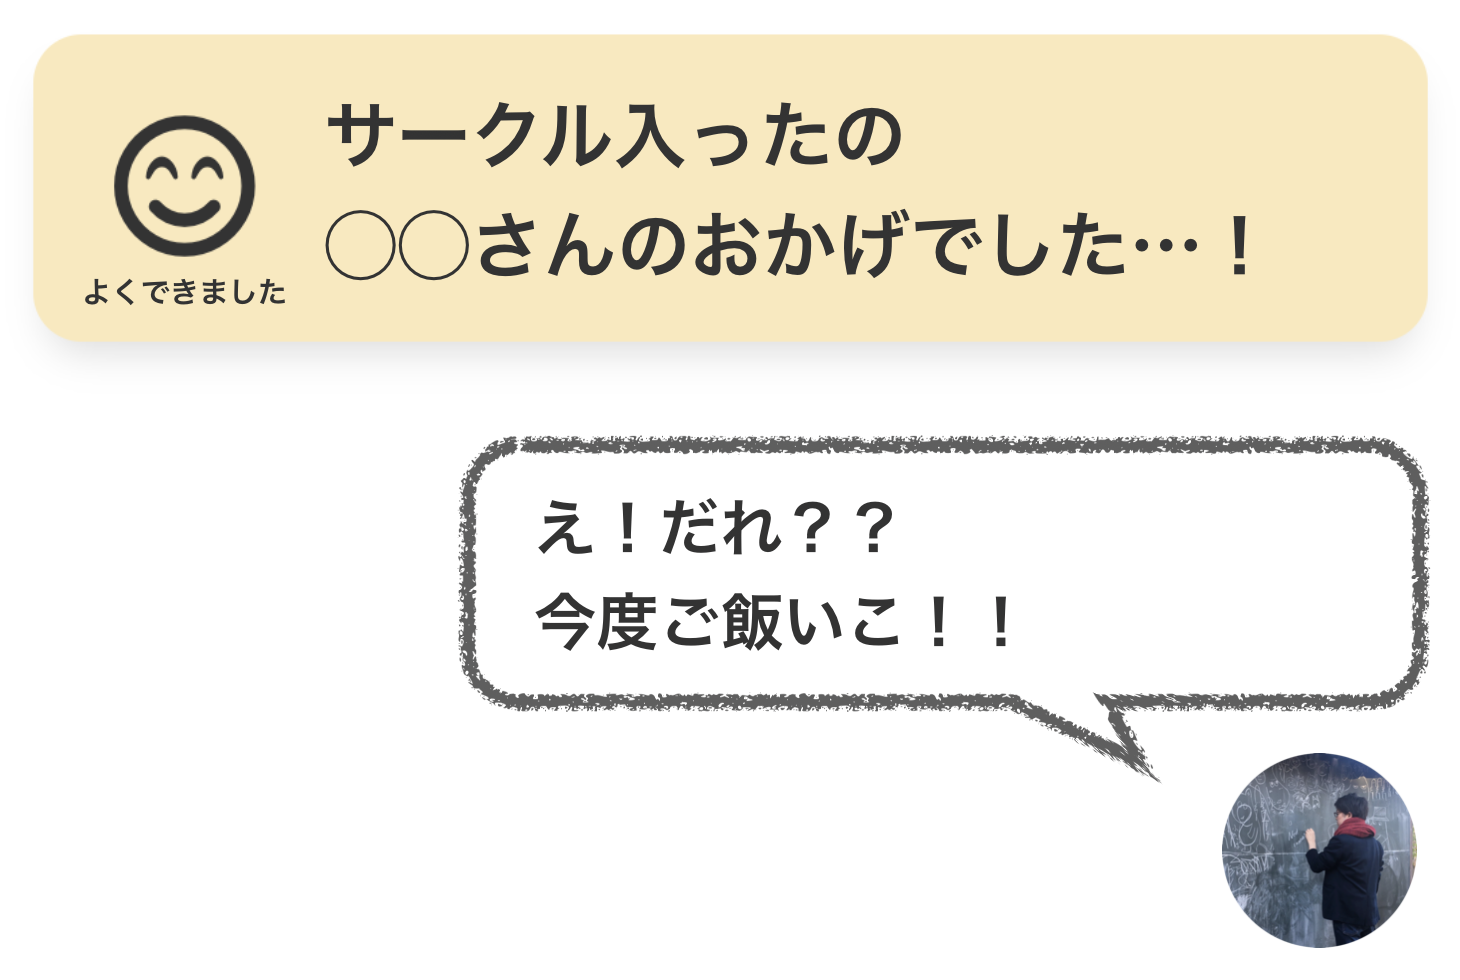 サークル入ったの
◯◯さんのおかげでした…！
よくできました
え！だれ？？
今度ご飯いこ！！